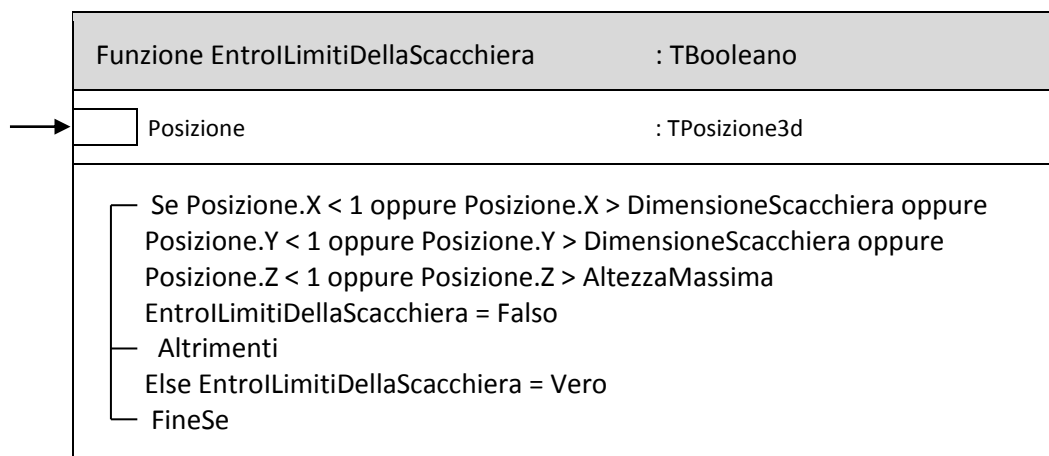 Funzione EntroILimitiDellaScacchiera : TBooleano
Posizione : TPosizione3d
Se Posizione.X < 1 oppure Posizione.X > DimensioneScacchiera oppure
Posizione.Y < 1 oppure Posizione.Y > DimensioneScacchiera oppure
Posizione.Z < 1 oppure Posizione.Z > AltezzaMassima
EntroILimitiDellaScacchiera = Falso
Altrimenti
Else EntroILimitiDellaScacchiera = Vero
FineSe